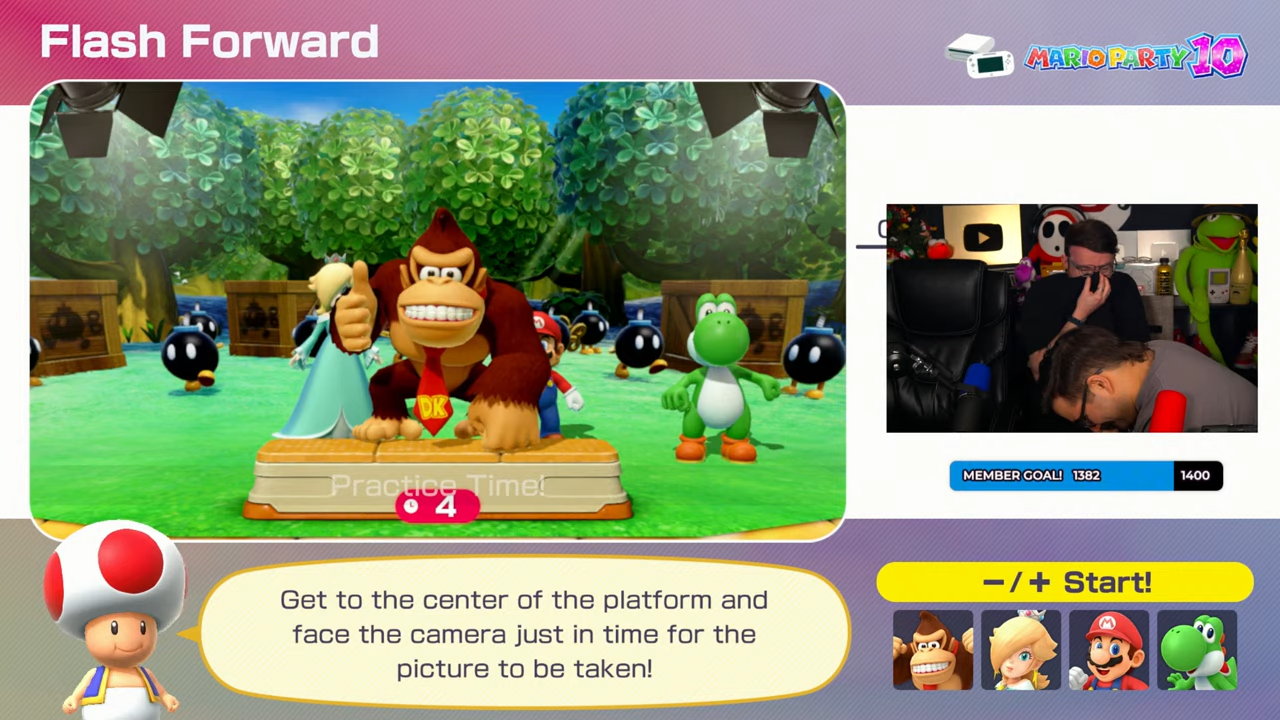 Flash Forward
MARIO PARTY 10
DK
Practice Time!
4
MEMBER GOAL! 1382 1400
Get to the center of the platform and
face the camera just in time for the
picture to be taken!
−/+ Start!
M